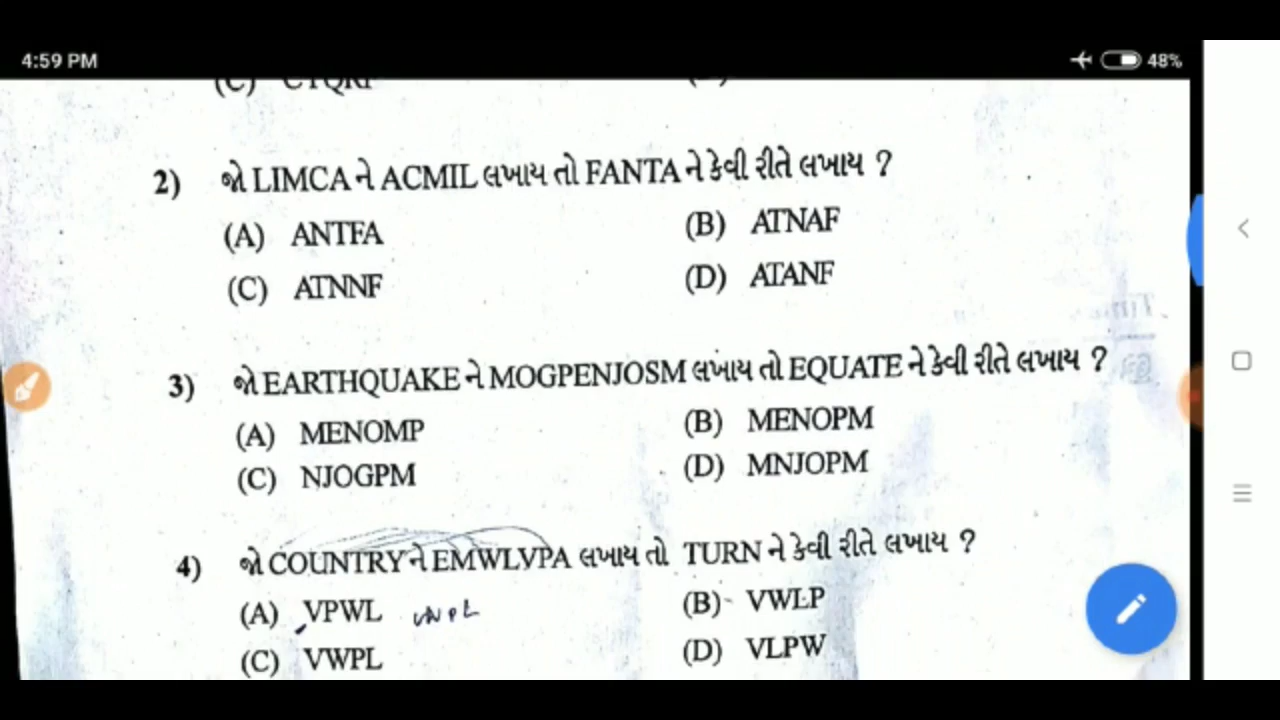 4:59 PM 48%
2) જો LIMCA ને ACMIL લખાય તો FANTA ને કેવી રીતે લખાય ?
(A) ANTFA (B) ATNAF
(C) ATNNF (D) ATANF
3) જો EARTHQUAKE ને MOGPENJOSM લખાય તો EQUATE ને કેવી રીતે લખાય ?
(A) MENOMP (B) MENOPM
(C) NJOGPM (D) MNJOPM
4) જો COUNTRY ને EMWLVPA લખાય તો TURN ને કેવી રીતે લખાય ?
(A) VPWL VWPL (B) VWLP
(C) VWPL (D) VLPW